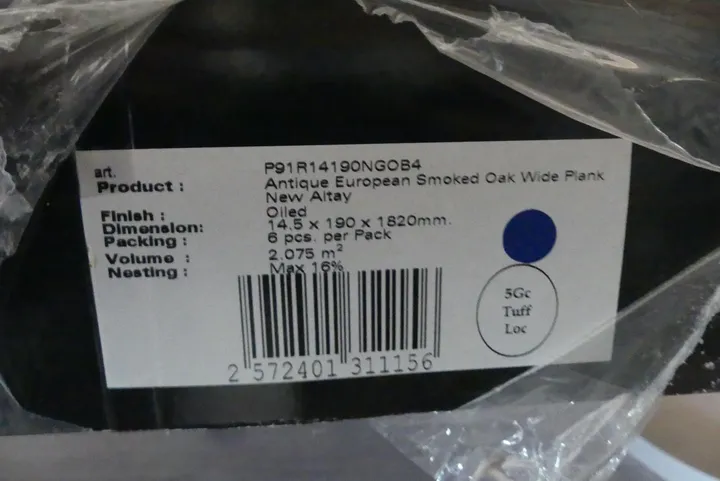 art. P91R14190NGOB4
Product : Antique European Smoked Oak Wide Plank
New Altay
Finish : Oiled
Dimension: 14.5 x 190 x 1820mm.
Packing : 6 pcs. per Pack
Volume : 2.075 m²
Nesting : Max 16%
5Gc
Tuff
Loc
2 572401 311156